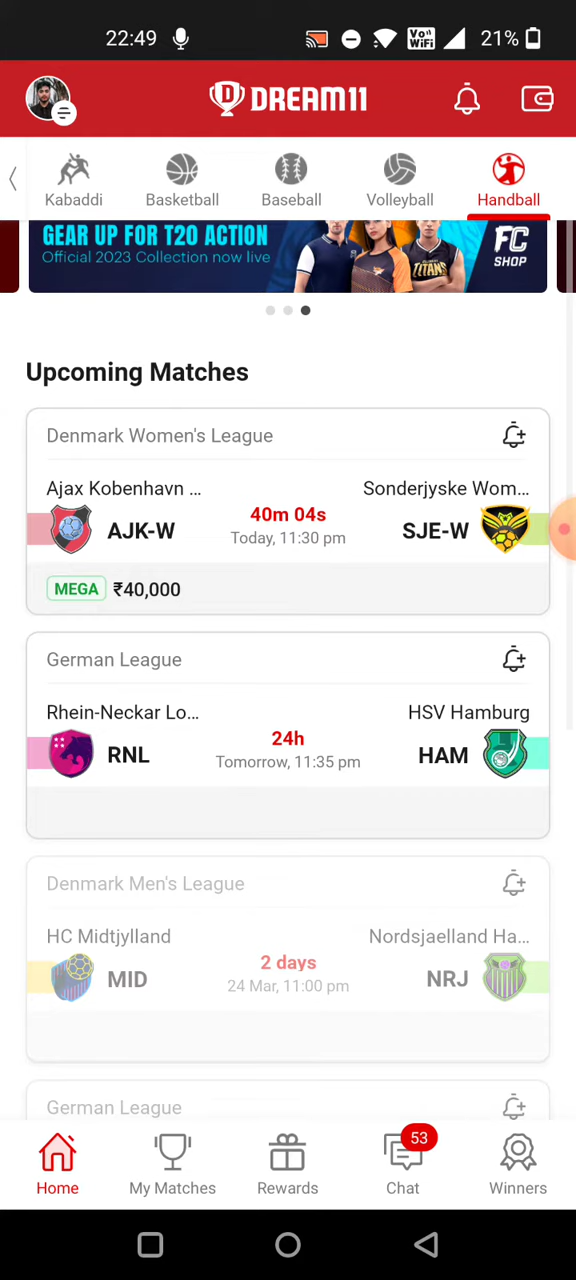 22:49
Vo))
WiFi
21%
D DREAM11
Kabaddi
Basketball
Baseball
Volleyball
Handball
GEAR UP FOR T20 ACTION
Official 2023 Collection now live
TITANS
FC
SHOP
Upcoming Matches
Denmark Women's League
Ajax Kobenhavn ...
Sonderjyske Wom...
AJK-W
40m 04s
Today, 11:30 pm
SJE-W
MEGA ₹40,000
German League
Rhein-Neckar Lo...
HSV Hamburg
RNL
24h
Tomorrow, 11:35 pm
HAM
Denmark Men's League
HC Midtjylland
Nordsjaelland Ha...
MID
2 days
24 Mar, 11:00 pm
NRJ
German League
53
Home
My Matches
Rewards
Chat
Winners